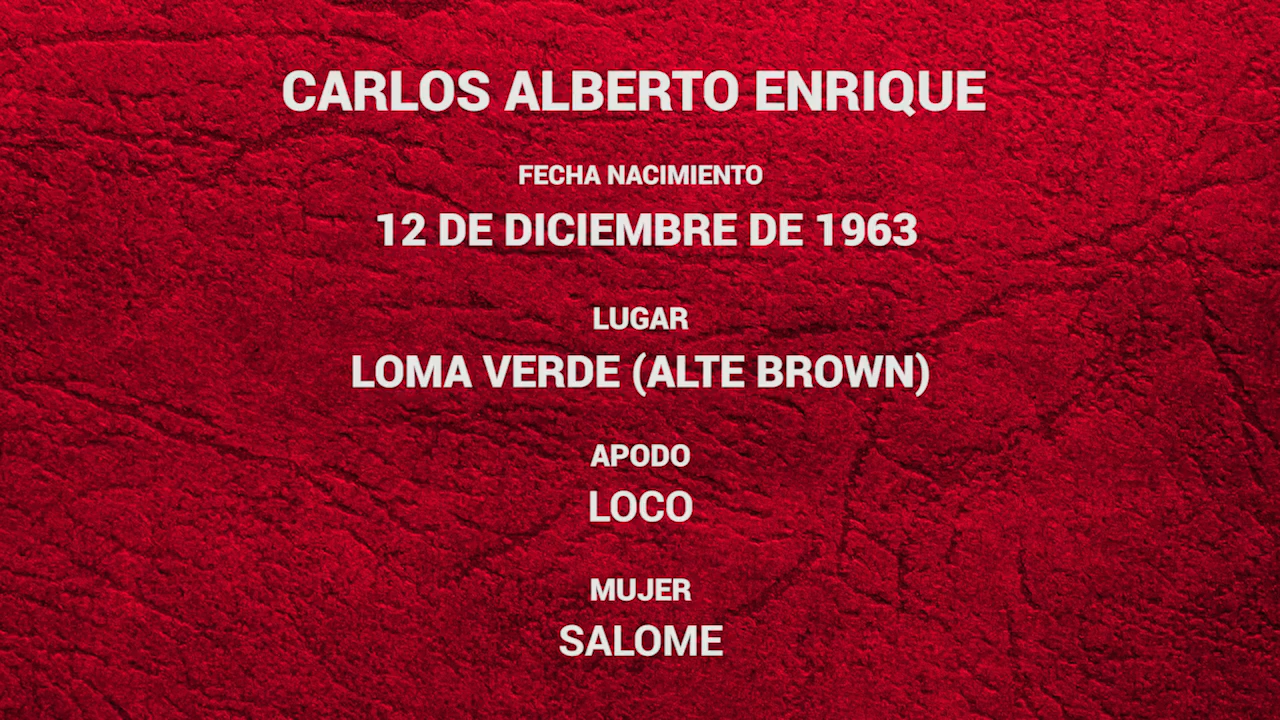 CARLOS ALBERTO ENRIQUE
FECHA NACIMIENTO
12 DE DICIEMBRE DE 1963
LUGAR
LOMA VERDE (ALTE BROWN)
APODO
LOCO
MUJER
SALOME